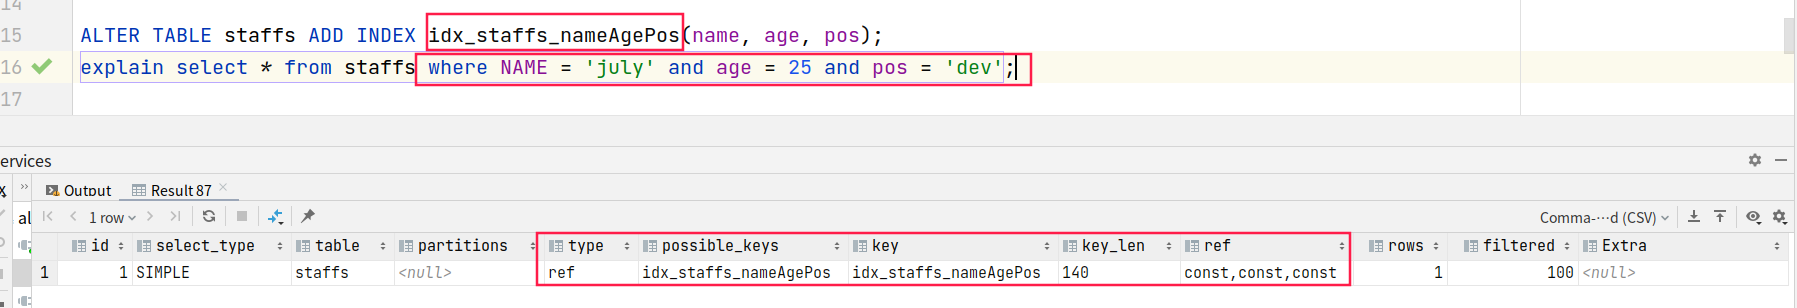 14
15 ALTER TABLE staffs ADD INDEX idx_staffs_nameAgePos(name, age, pos);
16 explain select * from staffs where NAME = 'july' and age = 25 and pos = 'dev';
17
ervices
Output Result 87
1 row Comma-···d (CSV)
id select_type table partitions type possible_keys key key_len ref rows filtered Extra
1 1 SIMPLE staffs <null> ref idx_staffs_nameAgePos idx_staffs_nameAgePos 140 const,const,const 1 100 <null>